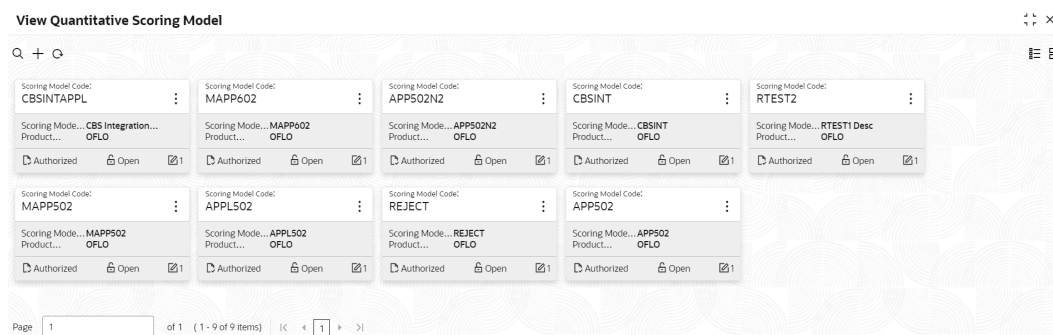 View Quantitative Scoring Model
Scoring Model Code: Scoring Model Code: Scoring Model Code: Scoring Model Code: Scoring Model Code:
CBSINTAPPL MAPP602 APP502N2 CBSINT RTEST2
Scoring Mode... CBS Integration... Scoring Mode... MAPP602 Scoring Mode... APP502N2 Scoring Mode... CBSINT Scoring Mode... RTEST1 Desc
Product... OFLO Product... OFLO Product... OFLO Product... OFLO Product... OFLO
Authorized Open 1 Authorized Open 1 Authorized Open 1 Authorized Open 1 Authorized Open 1
Scoring Model Code: Scoring Model Code: Scoring Model Code: Scoring Model Code:
MAPP502 APPL502 REJECT APP502
Scoring Mode... MAPP502 Scoring Mode... APPL502 Scoring Mode... REJECT Scoring Mode... APP502
Product... OFLO Product... OFLO Product... OFLO Product... OFLO
Authorized Open 1 Authorized Open 1 Authorized Open 1 Authorized Open 1
Page 1 of 1 (1 - 9 of 9 items) 1